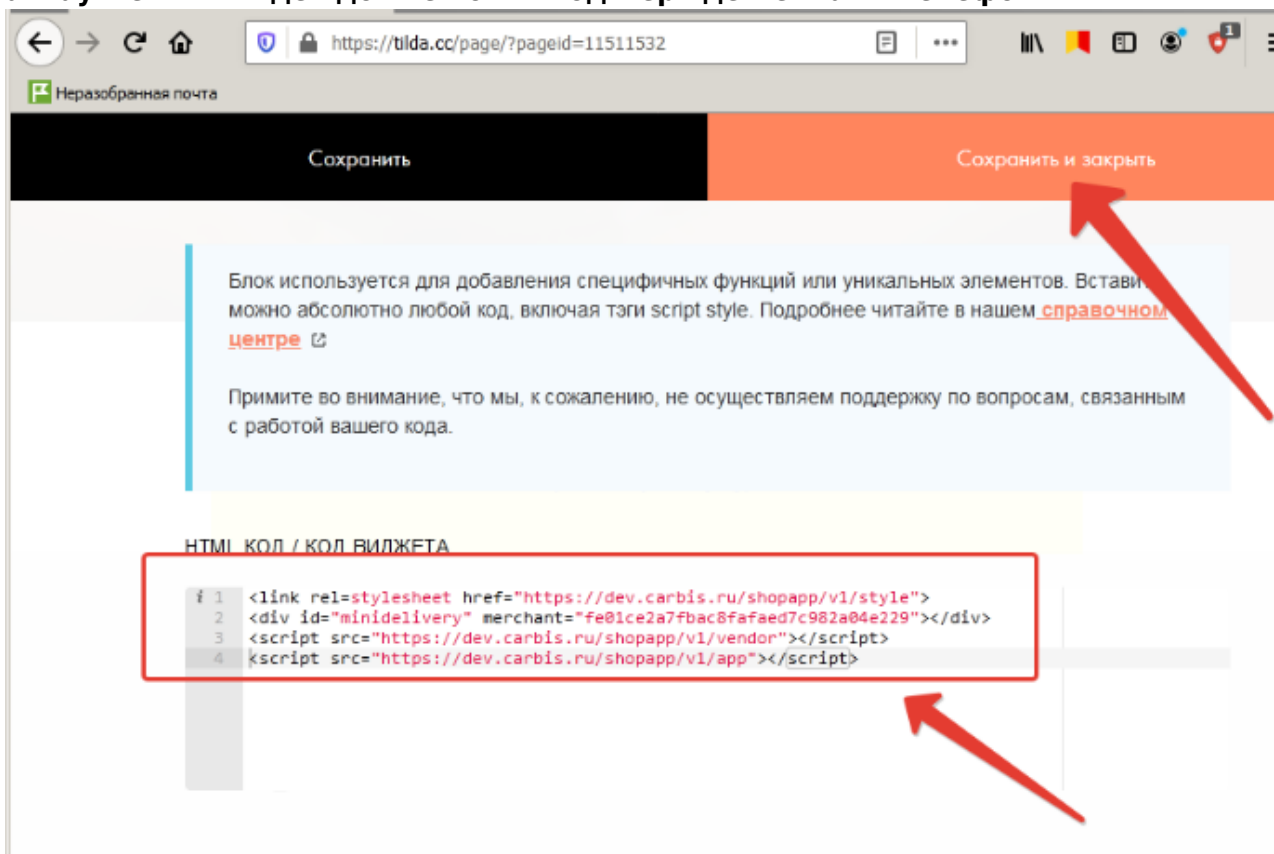 https://tilda.cc/page/?pageid=11511532
1
Неразобранная почта
Сохранить
Сохранить и закрыть
Блок используется для добавления специфичных функций или уникальных элементов. Встави
можно абсолютно любой код, включая тэги script style. Подробнее читайте в нашем справочном
центре
Примите во внимание, что мы, к сожалению, не осуществляем поддержку по вопросам, связанным
с работой вашего кода.
HTML КОД / КОД ВИДЖЕТА
i 1 <link rel=stylesheet href="https://dev.carbis.ru/shopapp/v1/style">
2 <div id="minidelivery" merchant="fe01ce2a7fbac8fafaed7c982a04e229"></div>
3 <script src="https://dev.carbis.ru/shopapp/v1/vendor"></script>
4 <script src="https://dev.carbis.ru/shopapp/v1/app"></script>